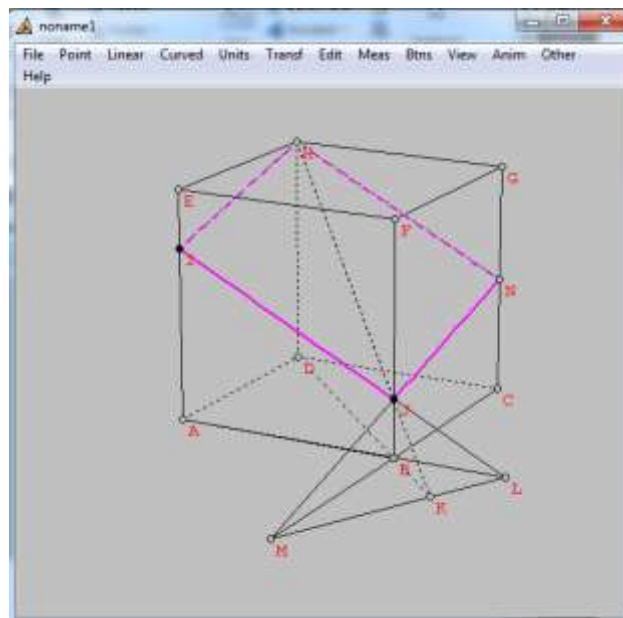 noname1
File Point Linear Curved Units Transf Edit Meas Btns View Anim Other
Help
H
G
E
F
I
N
D
C
J
A
B
L
K
M